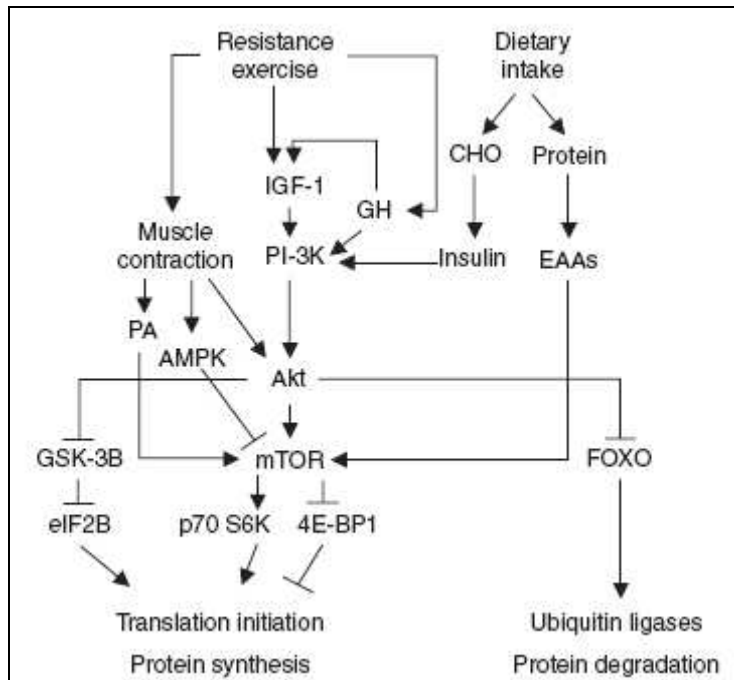 Resistance
exercise
Dietary
intake
CHO
Protein
IGF-1
GH
Muscle
contraction
PI-3K
Insulin
EAAs
PA
AMPK
Akt
GSK-3B
mTOR
FOXO
eIF2B
p70 S6K
4E-BP1
Translation initiation
Ubiquitin ligases
Protein synthesis
Protein degradation